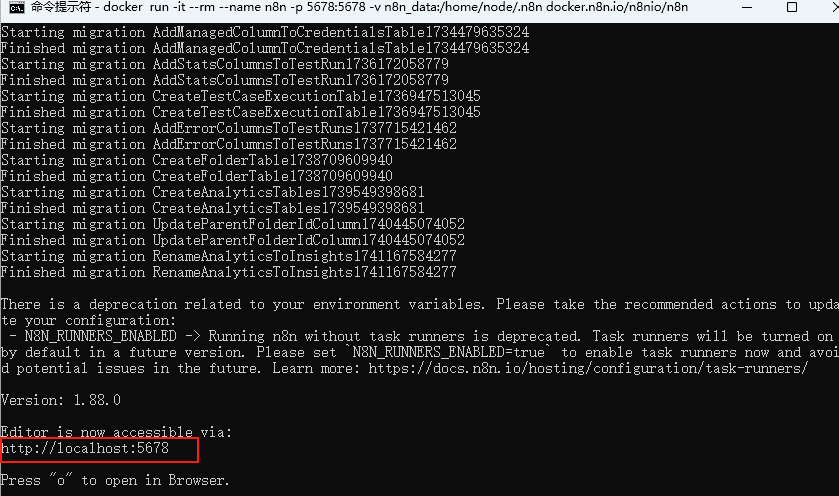 命令提示符 - docker  run -it --rm --name n8n -p 5678:5678 -v n8n_data:/home/node/.n8n docker.n8n.io/n8nio/n8n
Starting migration AddManagedColumnToCredentialsTable1734479635324
Finished migration AddManagedColumnToCredentialsTable1734479635324
Starting migration AddStatsColumnsToTestRun1736172058779
Finished migration AddStatsColumnsToTestRun1736172058779
Starting migration CreateTestCaseExecutionTable1736947513045
Finished migration CreateTestCaseExecutionTable1736947513045
Starting migration AddErrorColumnsToTestRuns1737715421462
Finished migration AddErrorColumnsToTestRuns1737715421462
Starting migration CreateFolderTable1738709609940
Finished migration CreateFolderTable1738709609940
Starting migration CreateAnalyticsTables1739549398681
Finished migration CreateAnalyticsTables1739549398681
Starting migration UpdateParentFolderIdColumn1740445074052
Finished migration UpdateParentFolderIdColumn1740445074052
Starting migration RenameAnalyticsToInsights1741167584277
Finished migration RenameAnalyticsToInsights1741167584277
There is a deprecation related to your environment variables. Please take the recommended actions to upda
te your configuration:
 - N8N_RUNNERS_ENABLED -> Running n8n without task runners is deprecated. Task runners will be turned on
by default in a future version. Please set `N8N_RUNNERS_ENABLED=true` to enable task runners now and avoi
d potential issues in the future. Learn more: https://docs.n8n.io/hosting/configuration/task-runners/
Version: 1.88.0
Editor is now accessible via:
http://localhost:5678
Press "o" to open in Browser.